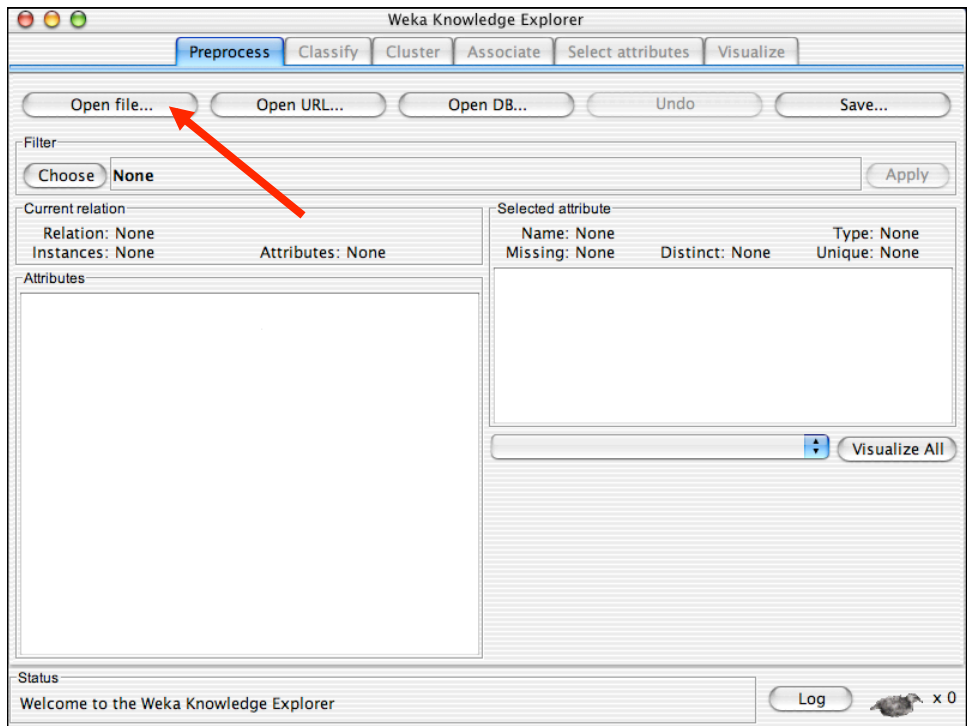 Weka Knowledge Explorer
Preprocess Classify Cluster Associate Select attributes Visualize
Open file... Open URL... Open DB... Undo Save...
Filter
Choose None Apply
Current relation
Relation: None
Instances: None Attributes: None
Selected attribute
Name: None Type: None
Missing: None Distinct: None Unique: None
Attributes
Visualize All
Status
Welcome to the Weka Knowledge Explorer
Log x 0